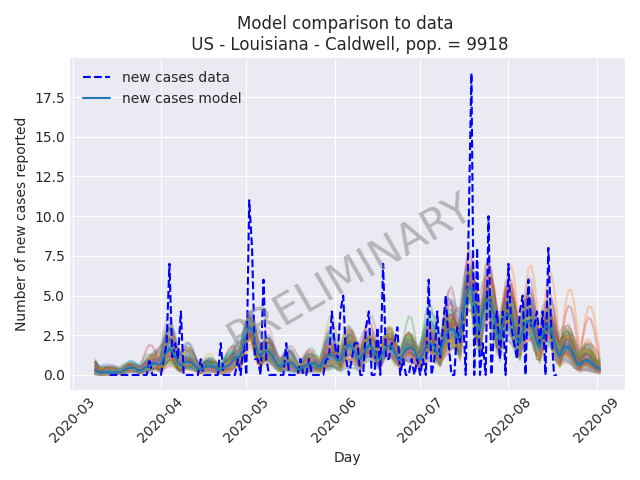 Model comparison to data
US - Louisiana - Caldwell, pop. = 9918
new cases data
new cases model
Number of new cases reported
17.5
15.0
12.5
10.0
7.5
5.0
2.5
0.0
PRELIMINARY
2020-03
2020-04
2020-05
2020-06
2020-07
2020-08
2020-09
Day